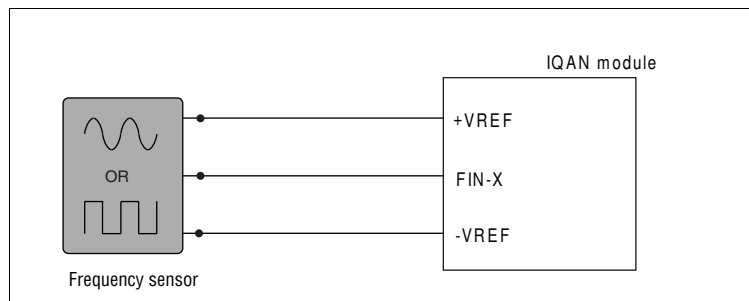 IQAN module
+VREF
OR
FIN-X
-VREF
Frequency sensor